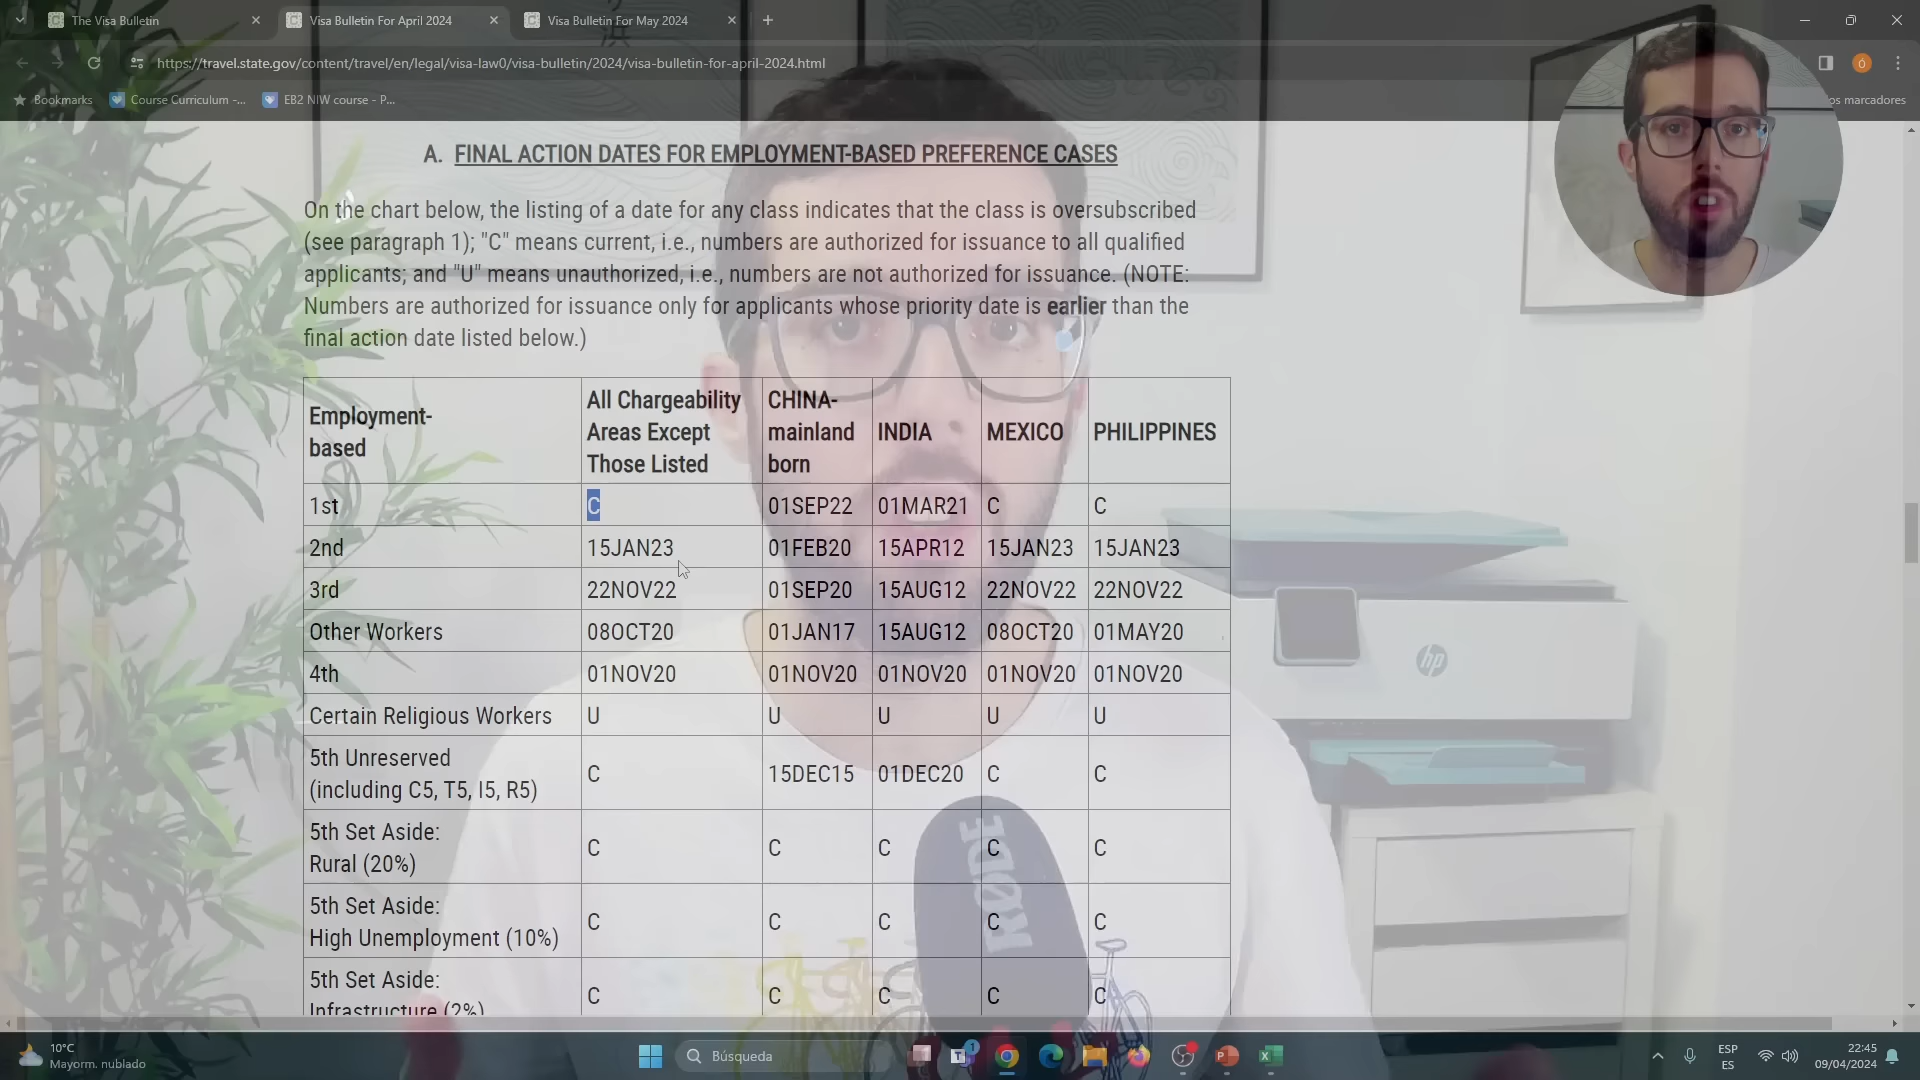 The Visa Bulletin
Visa Bulletin For April 2024
Visa Bulletin For May 2024
https://travel.state.gov/content/travel/en/legal/visa-law0/visa-bulletin/2024/visa-bulletin-for-april-2024.html
Bookmarks
Course Curriculum -...
EB2 NIW course - P...
os marcadores
A. FINAL ACTION DATES FOR EMPLOYMENT-BASED PREFERENCE CASES
On the chart below, the listing of a date for any class indicates that the class is oversubscribed
(see paragraph 1); "C" means current, i.e., numbers are authorized for issuance to all qualified
applicants; and "U" means unauthorized, i.e., numbers are not authorized for issuance. (NOTE:
Numbers are authorized for issuance only for applicants whose priority date is earlier than the
final action date listed below.)
Employment-
based
All Chargeability
Areas Except
Those Listed
CHINA-
mainland
born
INDIA
MEXICO
PHILIPPINES
1st C 01SEP22 01MAR21 C C
2nd 15JAN23 01FEB20 15APR12 15JAN23 15JAN23
3rd 22NOV22 01SEP20 15AUG12 22NOV22 22NOV22
Other Workers 08OCT20 01JAN17 15AUG12 08OCT20 01MAY20
4th 01NOV20 01NOV20 01NOV20 01NOV20 01NOV20
Certain Religious Workers U U U U U
5th Unreserved
(including C5, T5, I5, R5)
C 15DEC15 01DEC20 C C
5th Set Aside:
Rural (20%)
C C C C C
5th Set Aside:
High Unemployment (10%)
C C C C C
5th Set Aside:
Infrastructure (2%)
C C C C C
hp
RØDE
10°C
Mayorm. nublado
Búsqueda
1
ESP
ES
22:45
09/04/2024